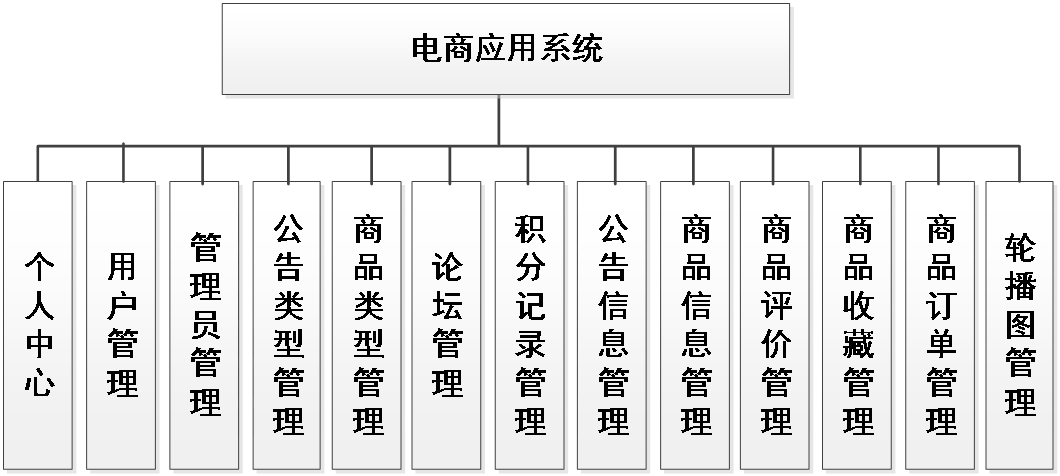 电商应用系统
个人中心
用户管理
管理员管理
公告类型管理
商品类型管理
论坛管理
积分记录管理
公告信息管理
商品信息管理
商品评价管理
商品收藏管理
商品订单管理
轮播图管理